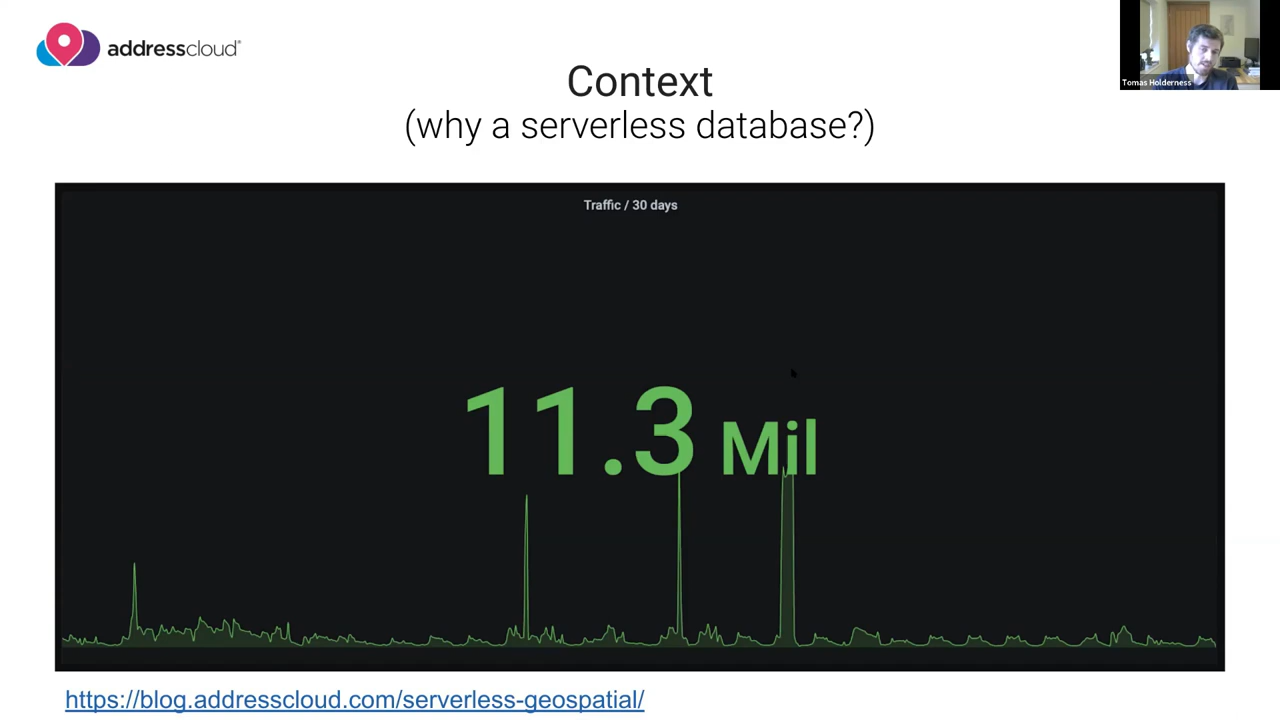 addresscloud®
Tomas Holderness
Context
(why a serverless database?)
Traffic / 30 days
11.3 Mil
https://blog.addresscloud.com/serverless-geospatial/